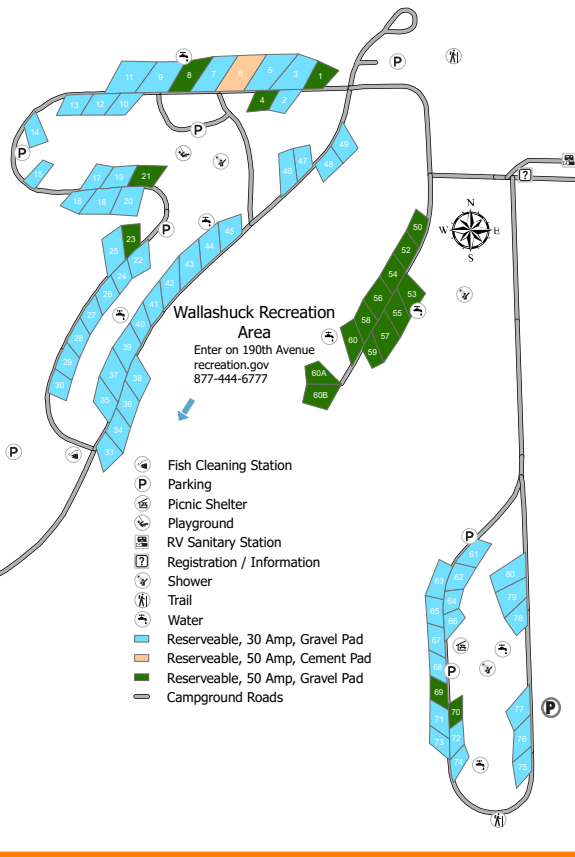 P
11
9
8
7
6
5
3
1
13
12
10
4
2
14
P
P
49
47
48
46
15
17
19
21
16
18
20
?
N
W
E
S
P
23
25
22
24
45
44
43
42
41
40
39
26
27
28
29
30
37
38
35
36
34
33
50
52
54
53
56
55
58
57
60
59
60A
60B
Wallashuck Recreation
Area
Enter on 190th Avenue
recreation.gov
877-444-6777
P
Fish Cleaning Station
P Parking
Picnic Shelter
Playground
RV Sanitary Station
? Registration / Information
Shower
Trail
Water
Reserveable, 30 Amp, Gravel Pad
Reserveable, 50 Amp, Cement Pad
Reserveable, 50 Amp, Gravel Pad
Campground Roads
P
61
63
62
80
64
79
65
66
78
67
68
P
69
70
77
P
71
72
76
73
74
75